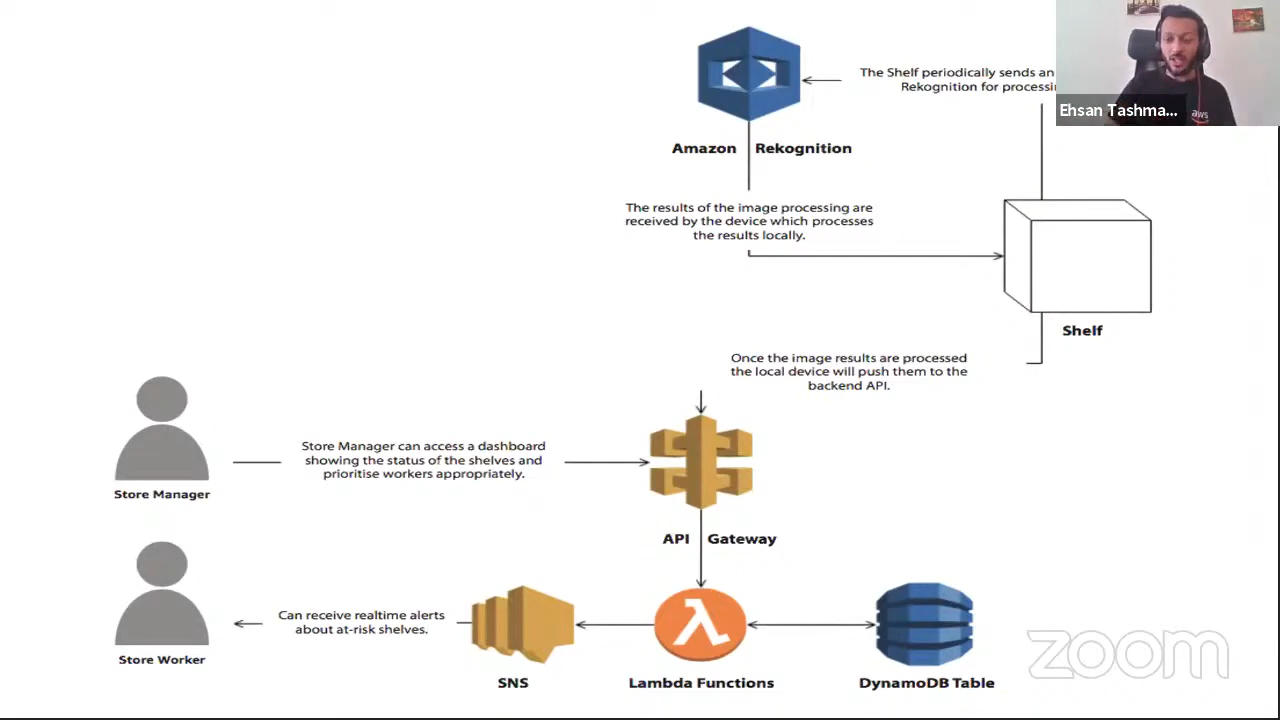 The Shelf periodically sends an
Rekognition for processin
Ehsan Tashma...
aws
Amazon Rekognition
The results of the image processing are
received by the device which processes
the results locally.
Shelf
Once the image results are processed
the local device will push them to the
backend API.
Store Manager can access a dashboard
showing the status of the shelves and
prioritise workers appropriately.
Store Manager
API Gateway
Can receive realtime alerts
about at-risk shelves.
Store Worker
SNS
Lambda Functions
DynamoDB Table
zoom